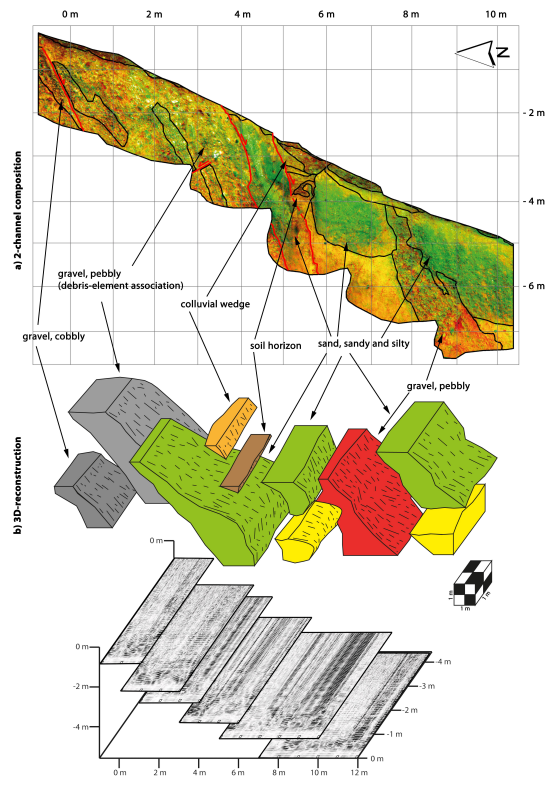 0 m 2 m 4 m 6 m 8 m 10 m
N
- 2 m
- 4 m
- 6 m
a) 2-channel composition
gravel, pebbly
(debris-element association)
colluvial wedge
gravel, cobbly
soil horizon
sand, sandy and silty
gravel, pebbly
b) 3D-reconstruction
0 m
1 m
1 m
1 m
0 m
-2 m
-4 m
-4 m
-3 m
-2 m
-1 m
0 m
0 m 2 m 4 m 6 m 8 m 10 m 12 m